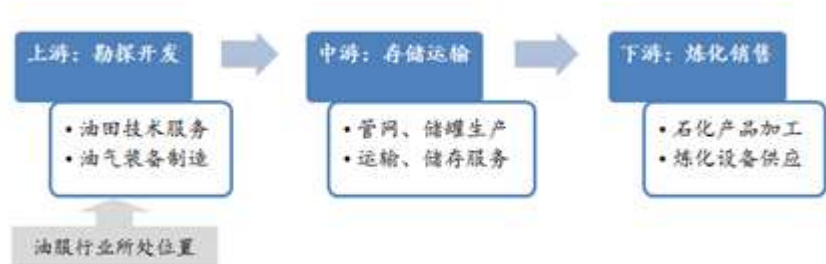 上游：勘探开发
• 油田技术服务
• 油气装备制造
中游：存储运输
• 管网、储罐生产
• 运输、储存服务
下游：炼化销售
• 石化产品加工
• 炼化设备供应
油服行业所处位置